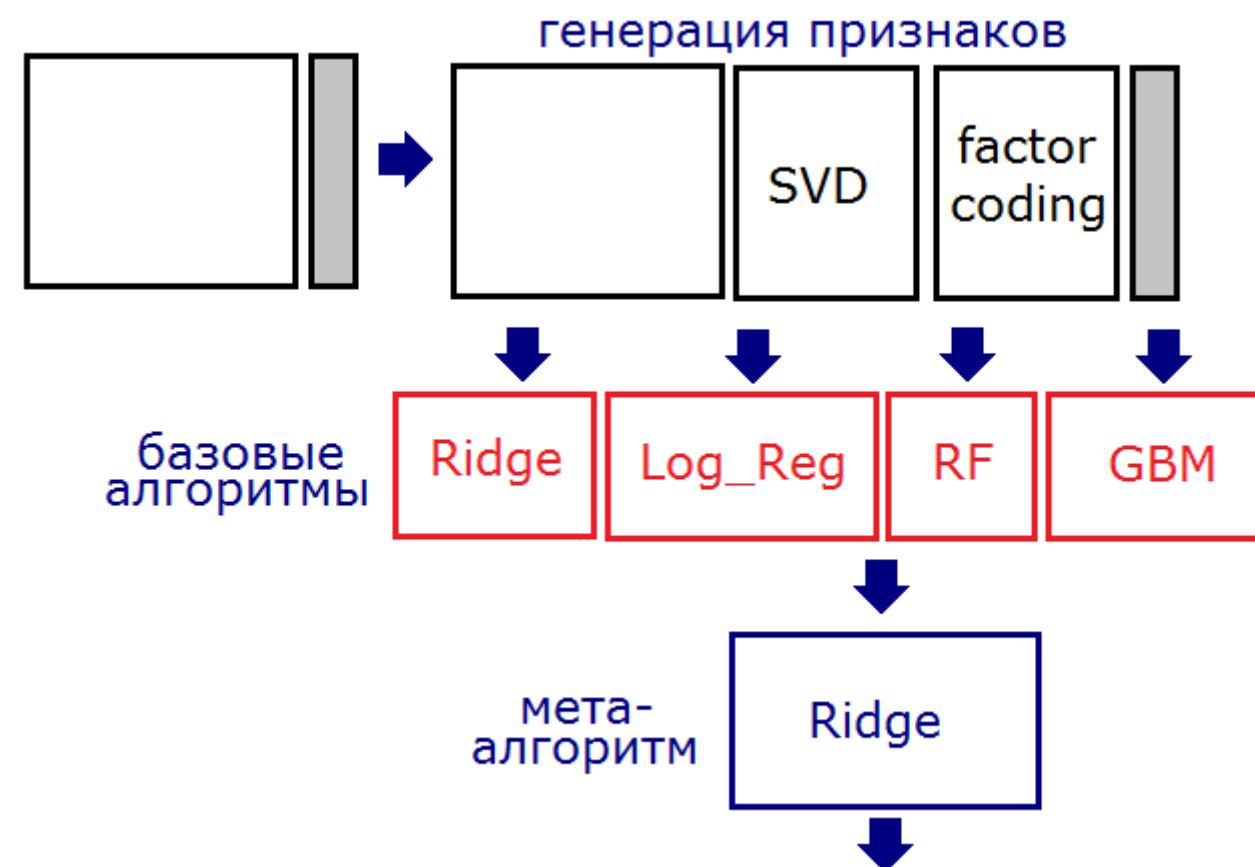 генерация признаков
SVD
factor
coding
базовые
алгоритмы
Ridge
Log_Reg
RF
GBM
мета-
алгоритм
Ridge